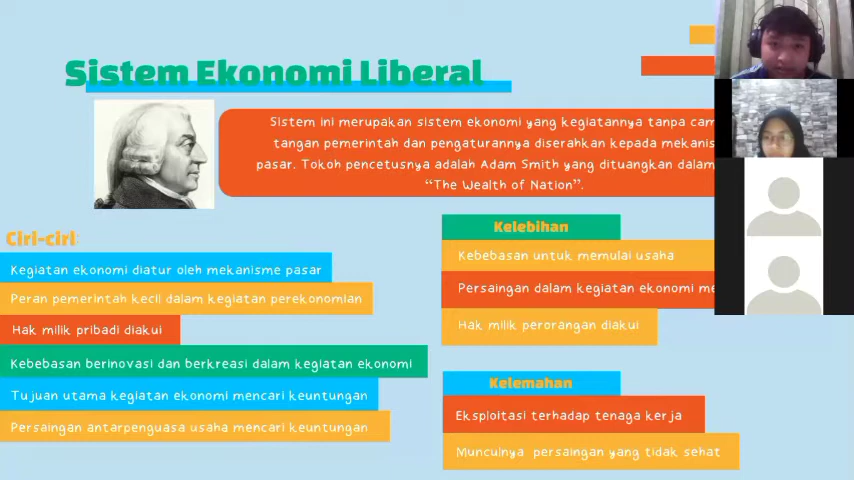 Sistem Ekonomi Liberal
Sistem ini merupakan sistem ekonomi yang kegiatannya tanpa
tangan pemerintah dan pengaturannya diserahkan kepada
pasar. Tokoh pencetusnya adalah Adam Smith yang dituangkan dalam
“The Wealth of Nation”.
Ciri-ciri:
Kegiatan ekonomi diatur oleh mekanisme pasar
Peran pemerintah kecil dalam kegiatan perekonomian
Hak milik pribadi diakui
Kebebasan berinovasi dan berkreasi dalam kegiatan ekonomi
Tujuan utama kegiatan ekonomi mencari keuntungan
Persaingan antarpenguasa usaha mencari keuntungan
Kelebihan
Kebebasan untuk memulai usaha
Persaingan dalam kegiatan ekonomi
Hak milik perorangan diakui
Kelemahan
Eksploitasi terhadap tenaga kerja
Munculnya persaingan yang tidak sehat